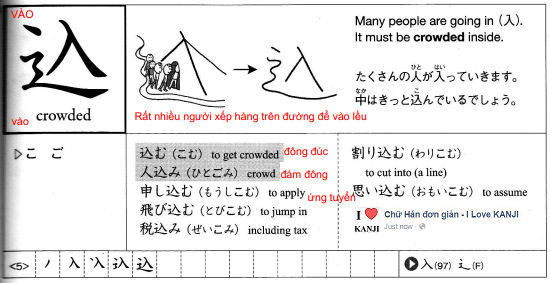 VÀO
込
vào
crowded
Rất nhiều người xếp hàng trên đường để vào lều
Many people are going in (入).
It must be crowded inside.
たくさんの人が入っていきます。
ひと はい
中はきっと込んでいるでしょう。
なか こ
▷こ ご
込む（こむ） to get crowded đông đúc
人込み（ひとごみ） crowd đám đông
申し込む（もうしこむ） to apply ứng tuyển
飛び込む（とびこむ） to jump in
税込み（ぜいこみ） including tax
割り込む（わりこむ）
to cut into (a line)
思い込む（おもいこむ） to assume
I ❤ KANJI
Chữ Hán đơn giản - I Love KANJI
Just now
<5> ノ 入 込
入(97) 辶(F)